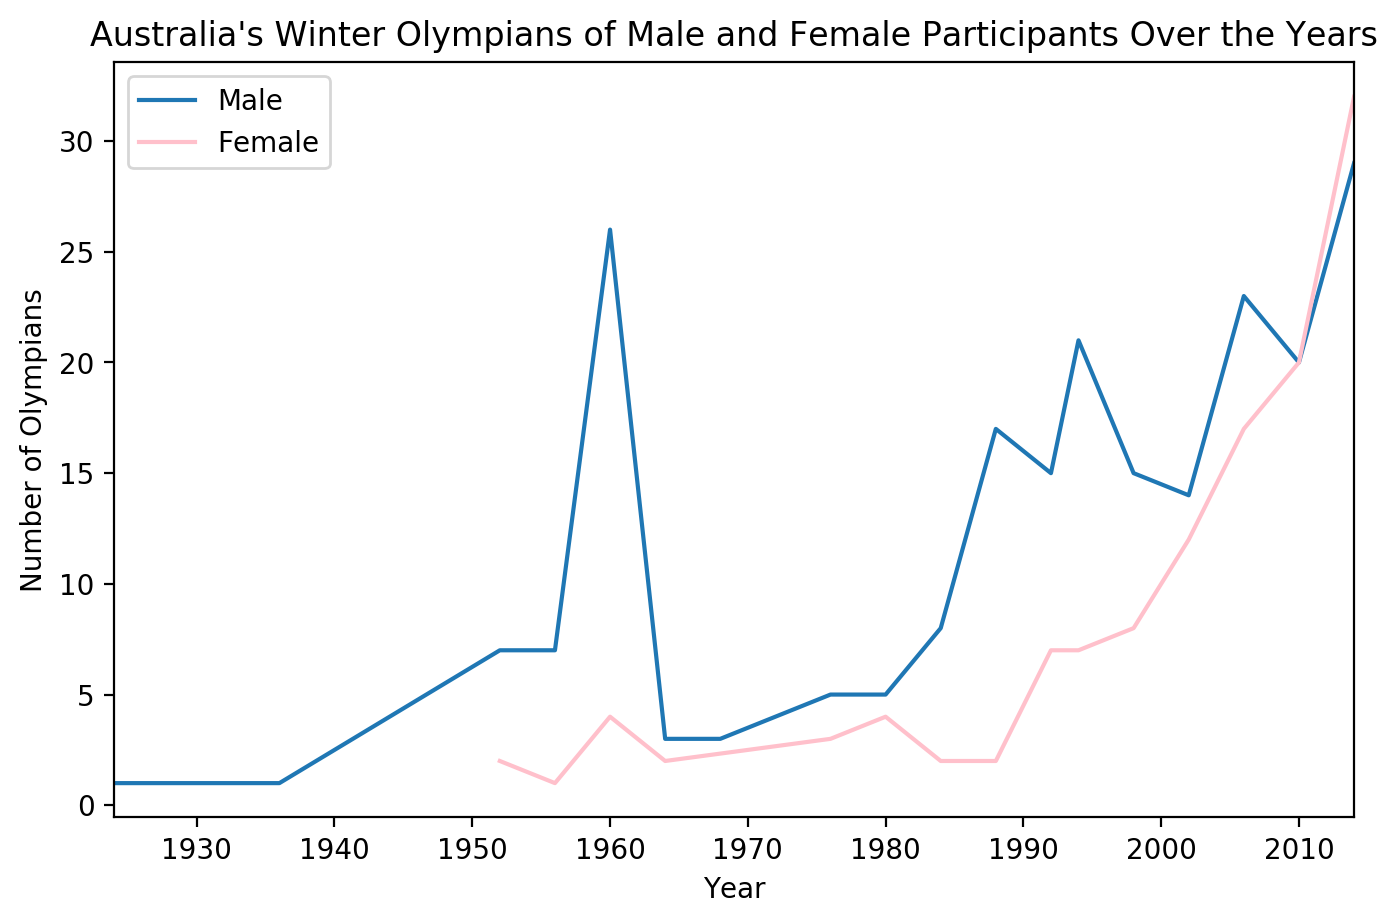 Australia's Winter Olympians of Male and Female Participants Over the Years
Male
Female
30
25
20
15
10
5
0
Number of Olympians
1930 1940 1950 1960 1970 1980 1990 2000 2010
Year